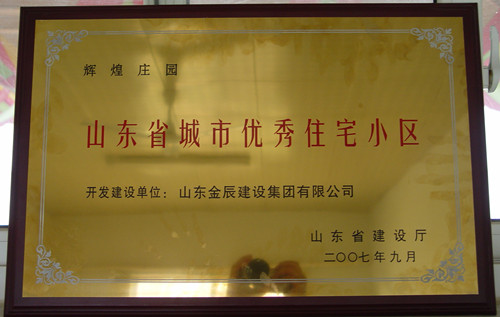 辉煌庄园
山东省城市优秀住宅小区
开发建设单位：山东金辰建设集团有限公司
山东省建设厅
二〇〇七年九月